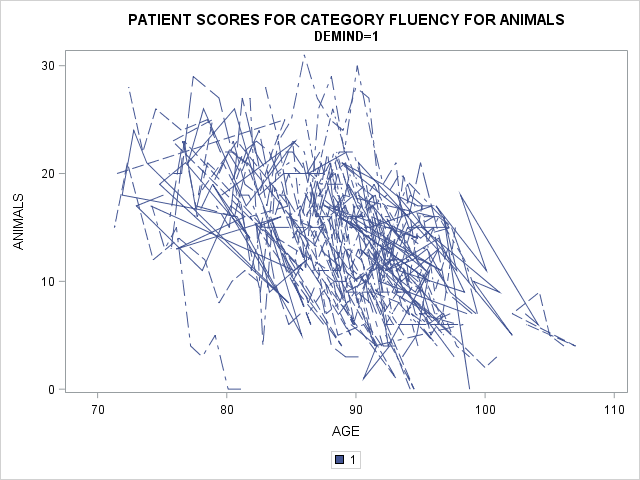 PATIENT SCORES FOR CATEGORY FLUENCY FOR ANIMALS
DEMIND=1
30
20
10
0
ANIMALS
70 80 90 100 110
AGE
1